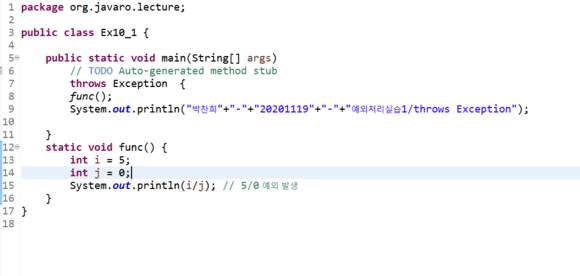 1 package org.javaro.lecture;
2
3 public class Ex10_1 {
4
5 public static void main(String[] args)
6 // TODO Auto-generated method stub
7 throws Exception {
8 func();
9 System.out.println("박찬희"+"-"+"20201119"+"-"+"예외처리실습1/throws Exception");
10
11 }
12 static void func() {
13 int i = 5;
14 int j = 0;
15 System.out.println(i/j); // 5/0 예외 발생
16 }
17 }
18